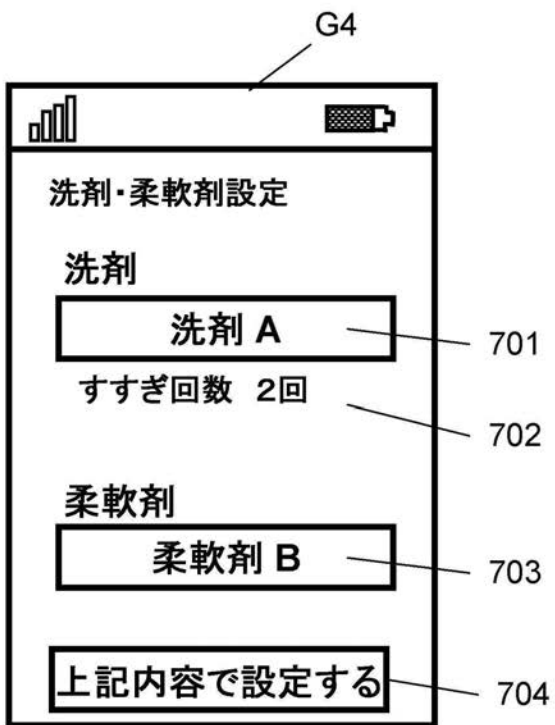 G4
洗剤・柔軟剤設定
洗剤
洗剤 A
701
すすぎ回数 2回
702
柔軟剤
柔軟剤 B
703
上記内容で設定する
704